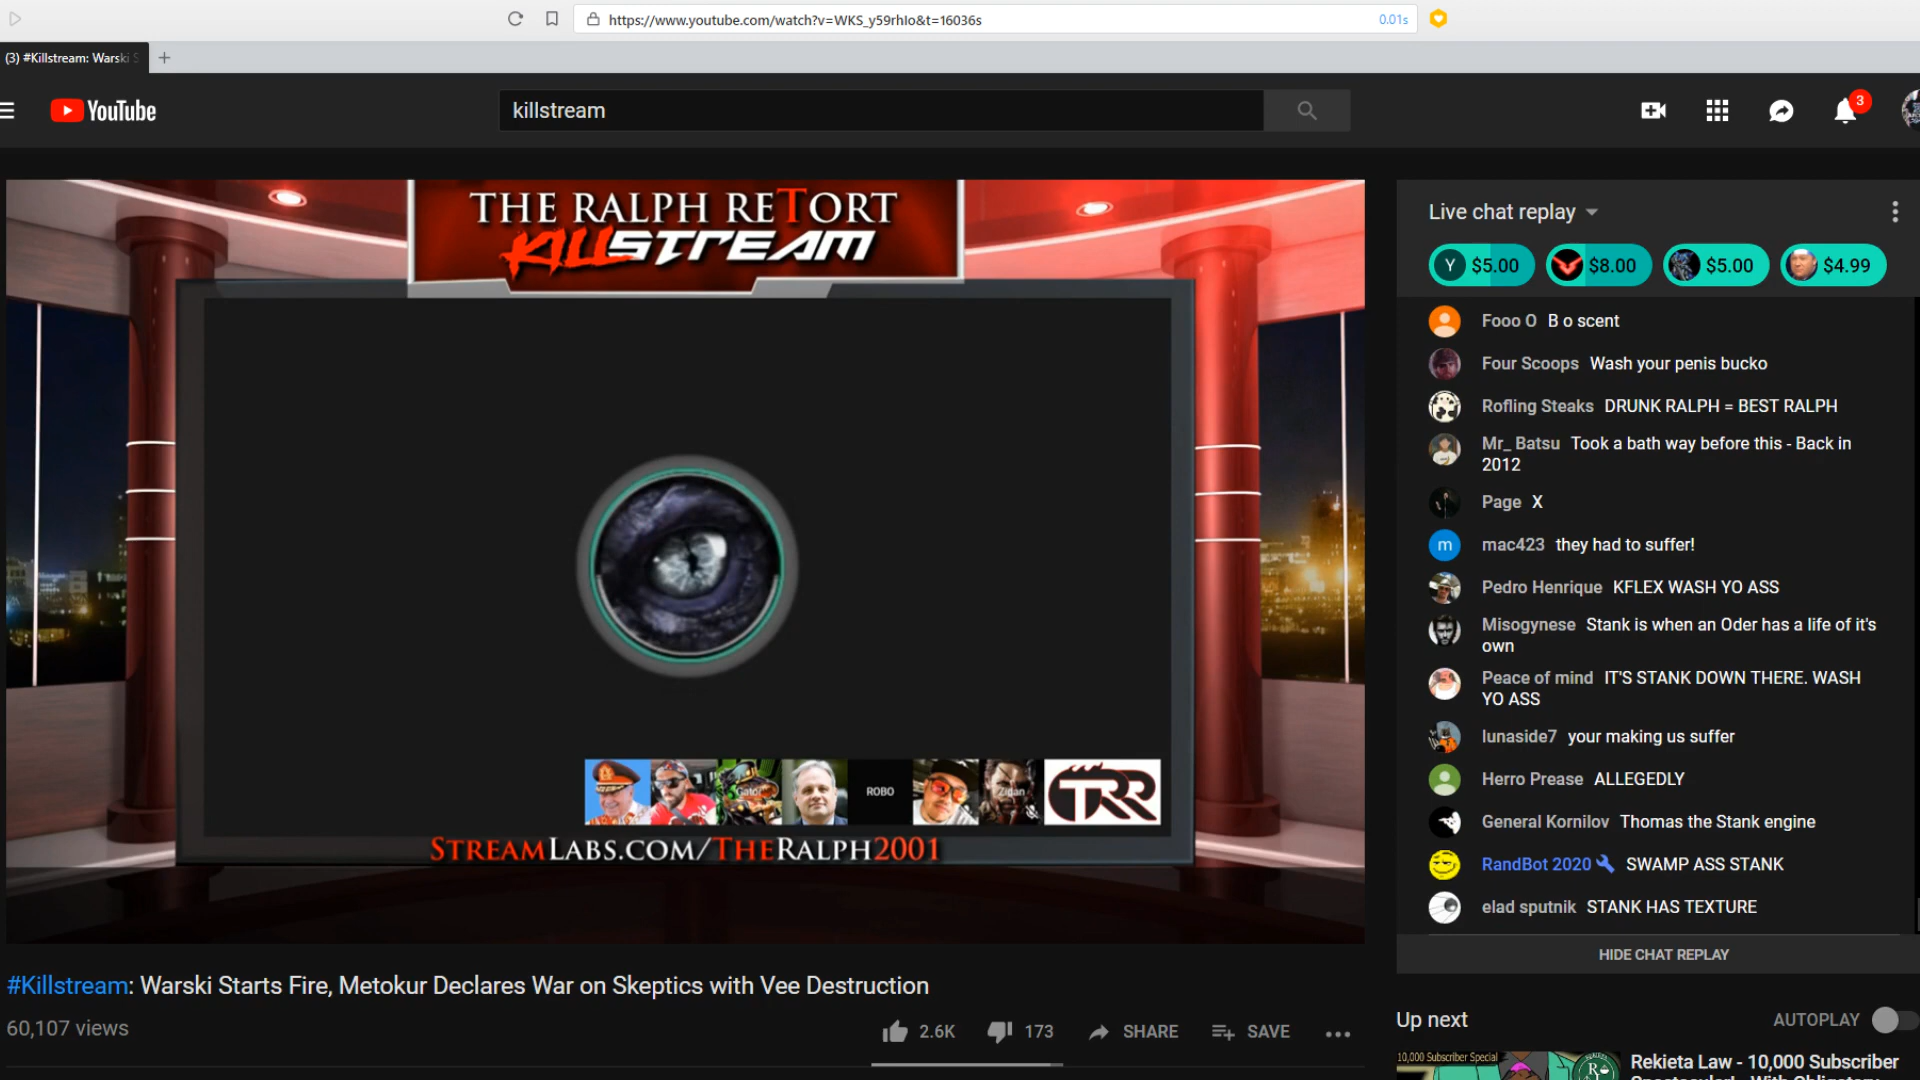 https://www.youtube.com/watch?v=WKS_y59rhIo&t=16036s
0.01s
(3) #Killstream: Warski S
YouTube
killstream
3
THE RALPH RETORT
KILLSTREAM
Gator
ROBO
Zidan
TRR
STREAMLABS.COM/THERALPH2001
Live chat replay
Y $5.00
$8.00
$5.00
$4.99
Fooo O B o scent
Four Scoops Wash your penis bucko
Rofling Steaks DRUNK RALPH = BEST RALPH
Mr_ Batsu Took a bath way before this - Back in
2012
Page X
m mac423 they had to suffer!
Pedro Henrique KFLEX WASH YO ASS
Misogynese Stank is when an Oder has a life of it's
own
Peace of mind IT'S STANK DOWN THERE. WASH
YO ASS
lunaside7 your making us suffer
Herro Prease ALLEGEDLY
General Kornilov Thomas the Stank engine
RandBot 2020 SWAMP ASS STANK
elad sputnik STANK HAS TEXTURE
HIDE CHAT REPLAY
#Killstream: Warski Starts Fire, Metokur Declares War on Skeptics with Vee Destruction
60,107 views
2.6K
173
SHARE
SAVE
Up next
AUTOPLAY
10,000 Subscriber Special
Rekieta Law - 10,000 Subscriber